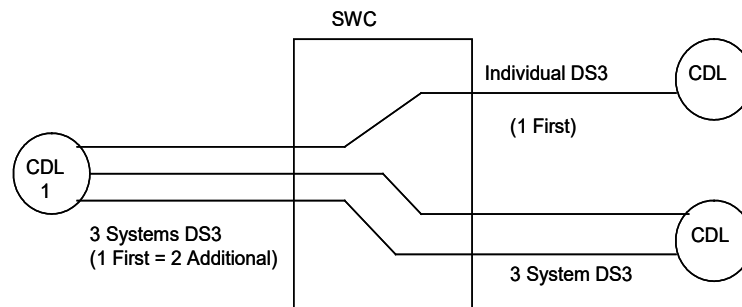 SWC
Individual DS3
CDL
(1 First)
CDL
1
CDL
3 Systems DS3
(1 First = 2 Additional)
3 System DS3